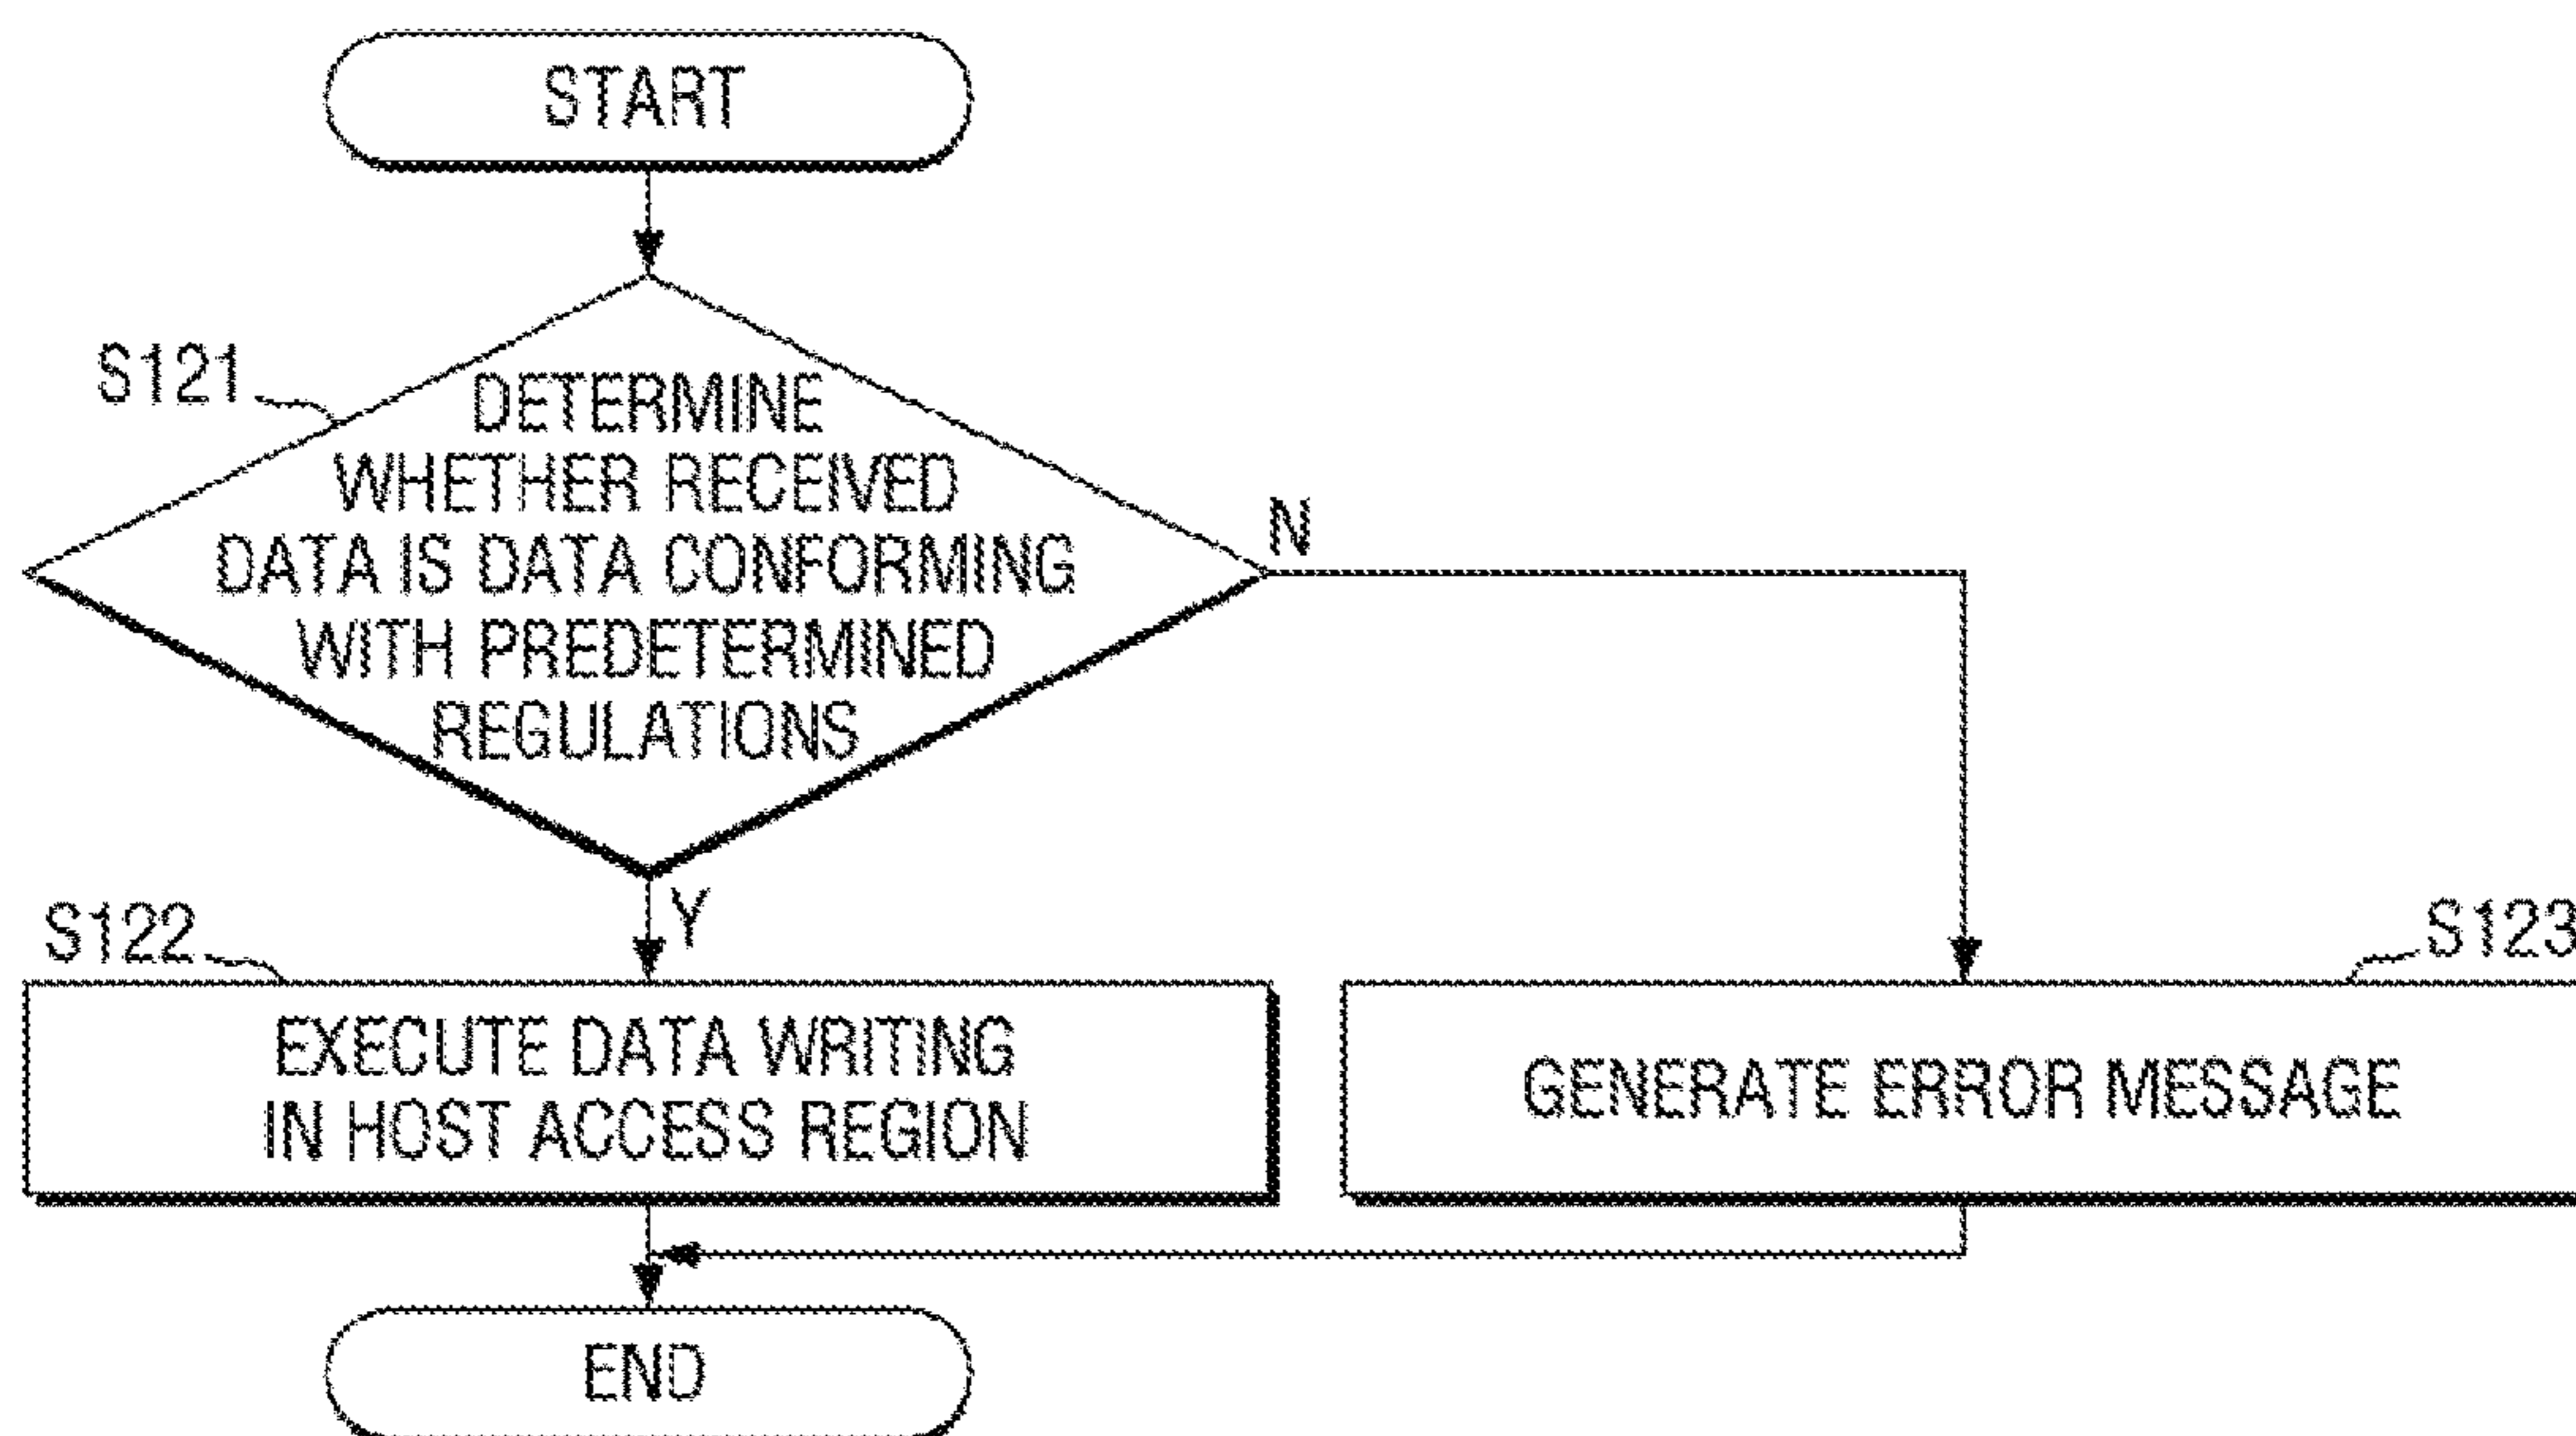 START
S121
DETERMINE
WHETHER RECEIVED
DATA IS DATA CONFORMING
WITH PREDETERMINED
REGULATIONS
N
Y
S122
EXECUTE DATA WRITING
IN HOST ACCESS REGION
S123
GENERATE ERROR MESSAGE
END